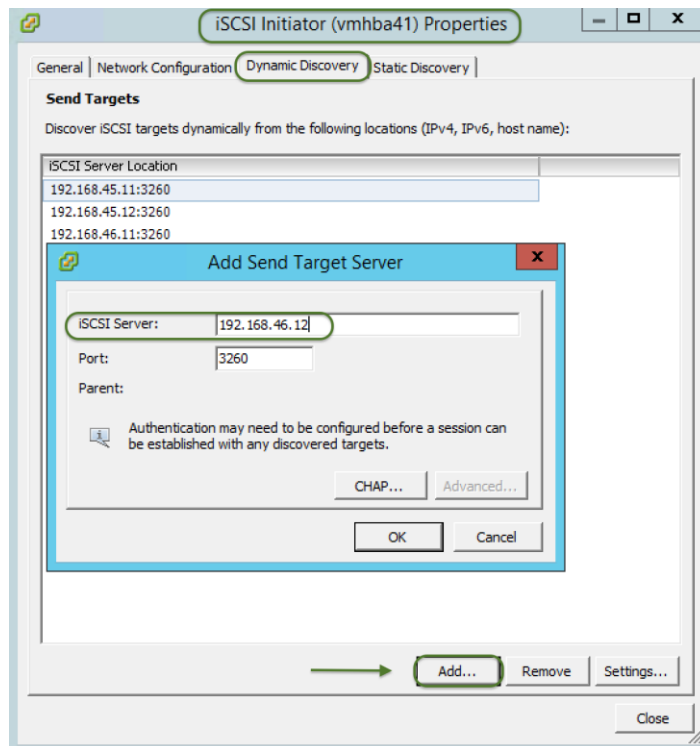 iSCSI Initiator (vmhba41) Properties
General Network Configuration Dynamic Discovery Static Discovery
Send Targets
Discover iSCSI targets dynamically from the following locations (IPv4, IPv6, host name):
iSCSI Server Location
192.168.45.11:3260
192.168.45.12:3260
192.168.46.11:3260
Add Send Target Server
x
iSCSI Server: 192.168.46.12
Port: 3260
Parent:
Authentication may need to be configured before a session can
be established with any discovered targets.
CHAP... Advanced...
OK Cancel
Add... Remove Settings...
Close